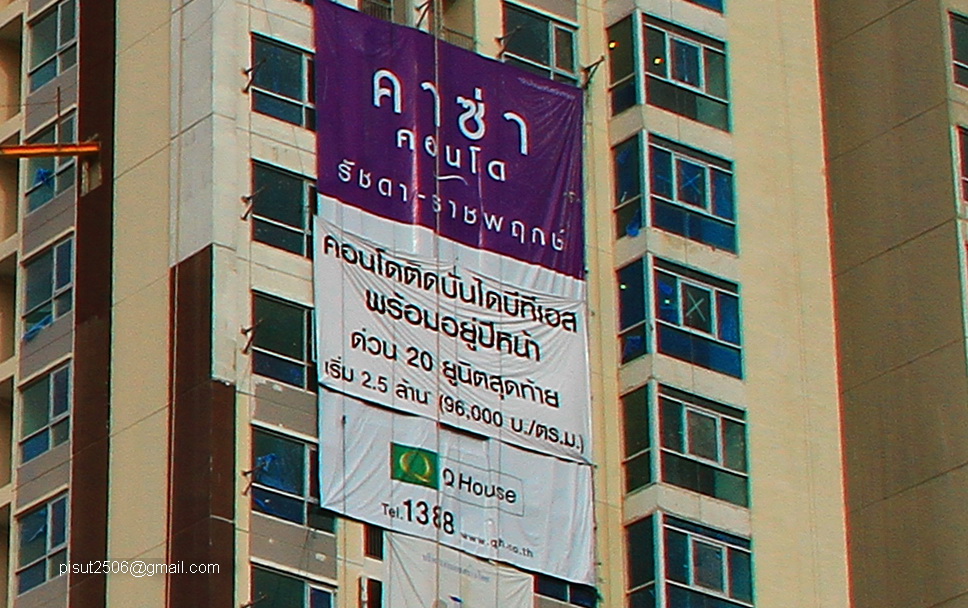 คาซ่า
คอนโด
รัชดา-ราชพฤกษ์
คอนโดติดบันไดบีทีเอส
พร้อมอยู่ปีหน้า
ด่วน 20 ยูนิตสุดท้าย
เริ่ม 2.5 ล้าน* (96,000 บ./ตร.ม.)
Q House
Tel.1388 www.qh.co.th
pisut2506@gmail.com